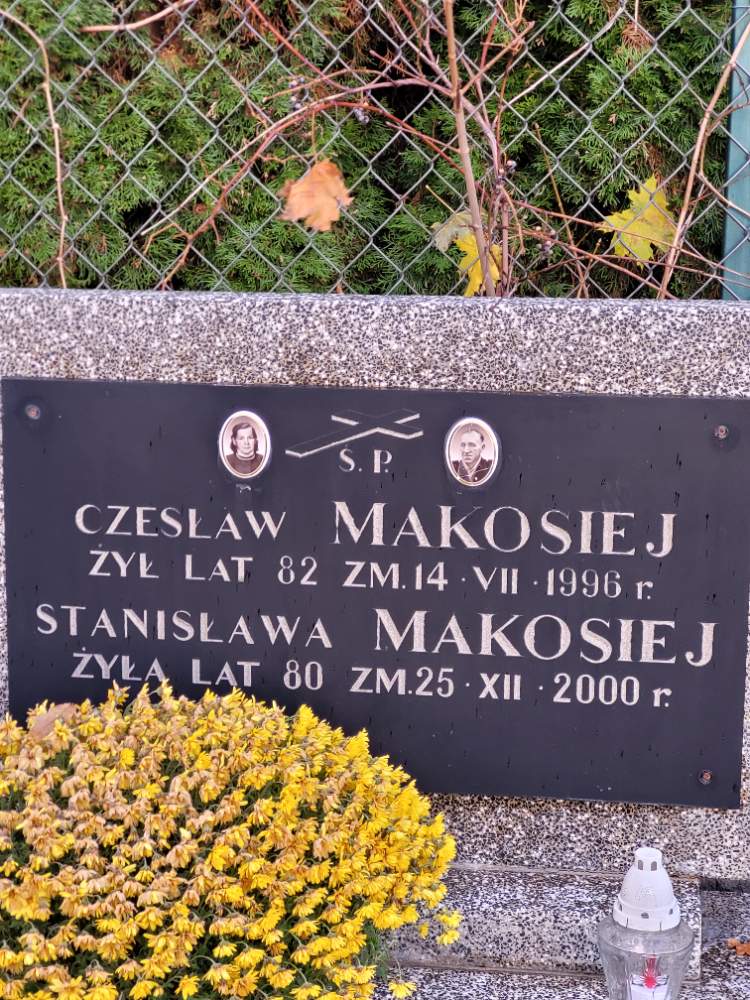 S. P.
CZESŁAW MAKOSIEJ
ŻYŁ LAT 82 ZM. 14 · VII · 1996 r.
STANISŁAWA MAKOSIEJ
ŻYŁA LAT 80 ZM. 25 · XII · 2000 r.